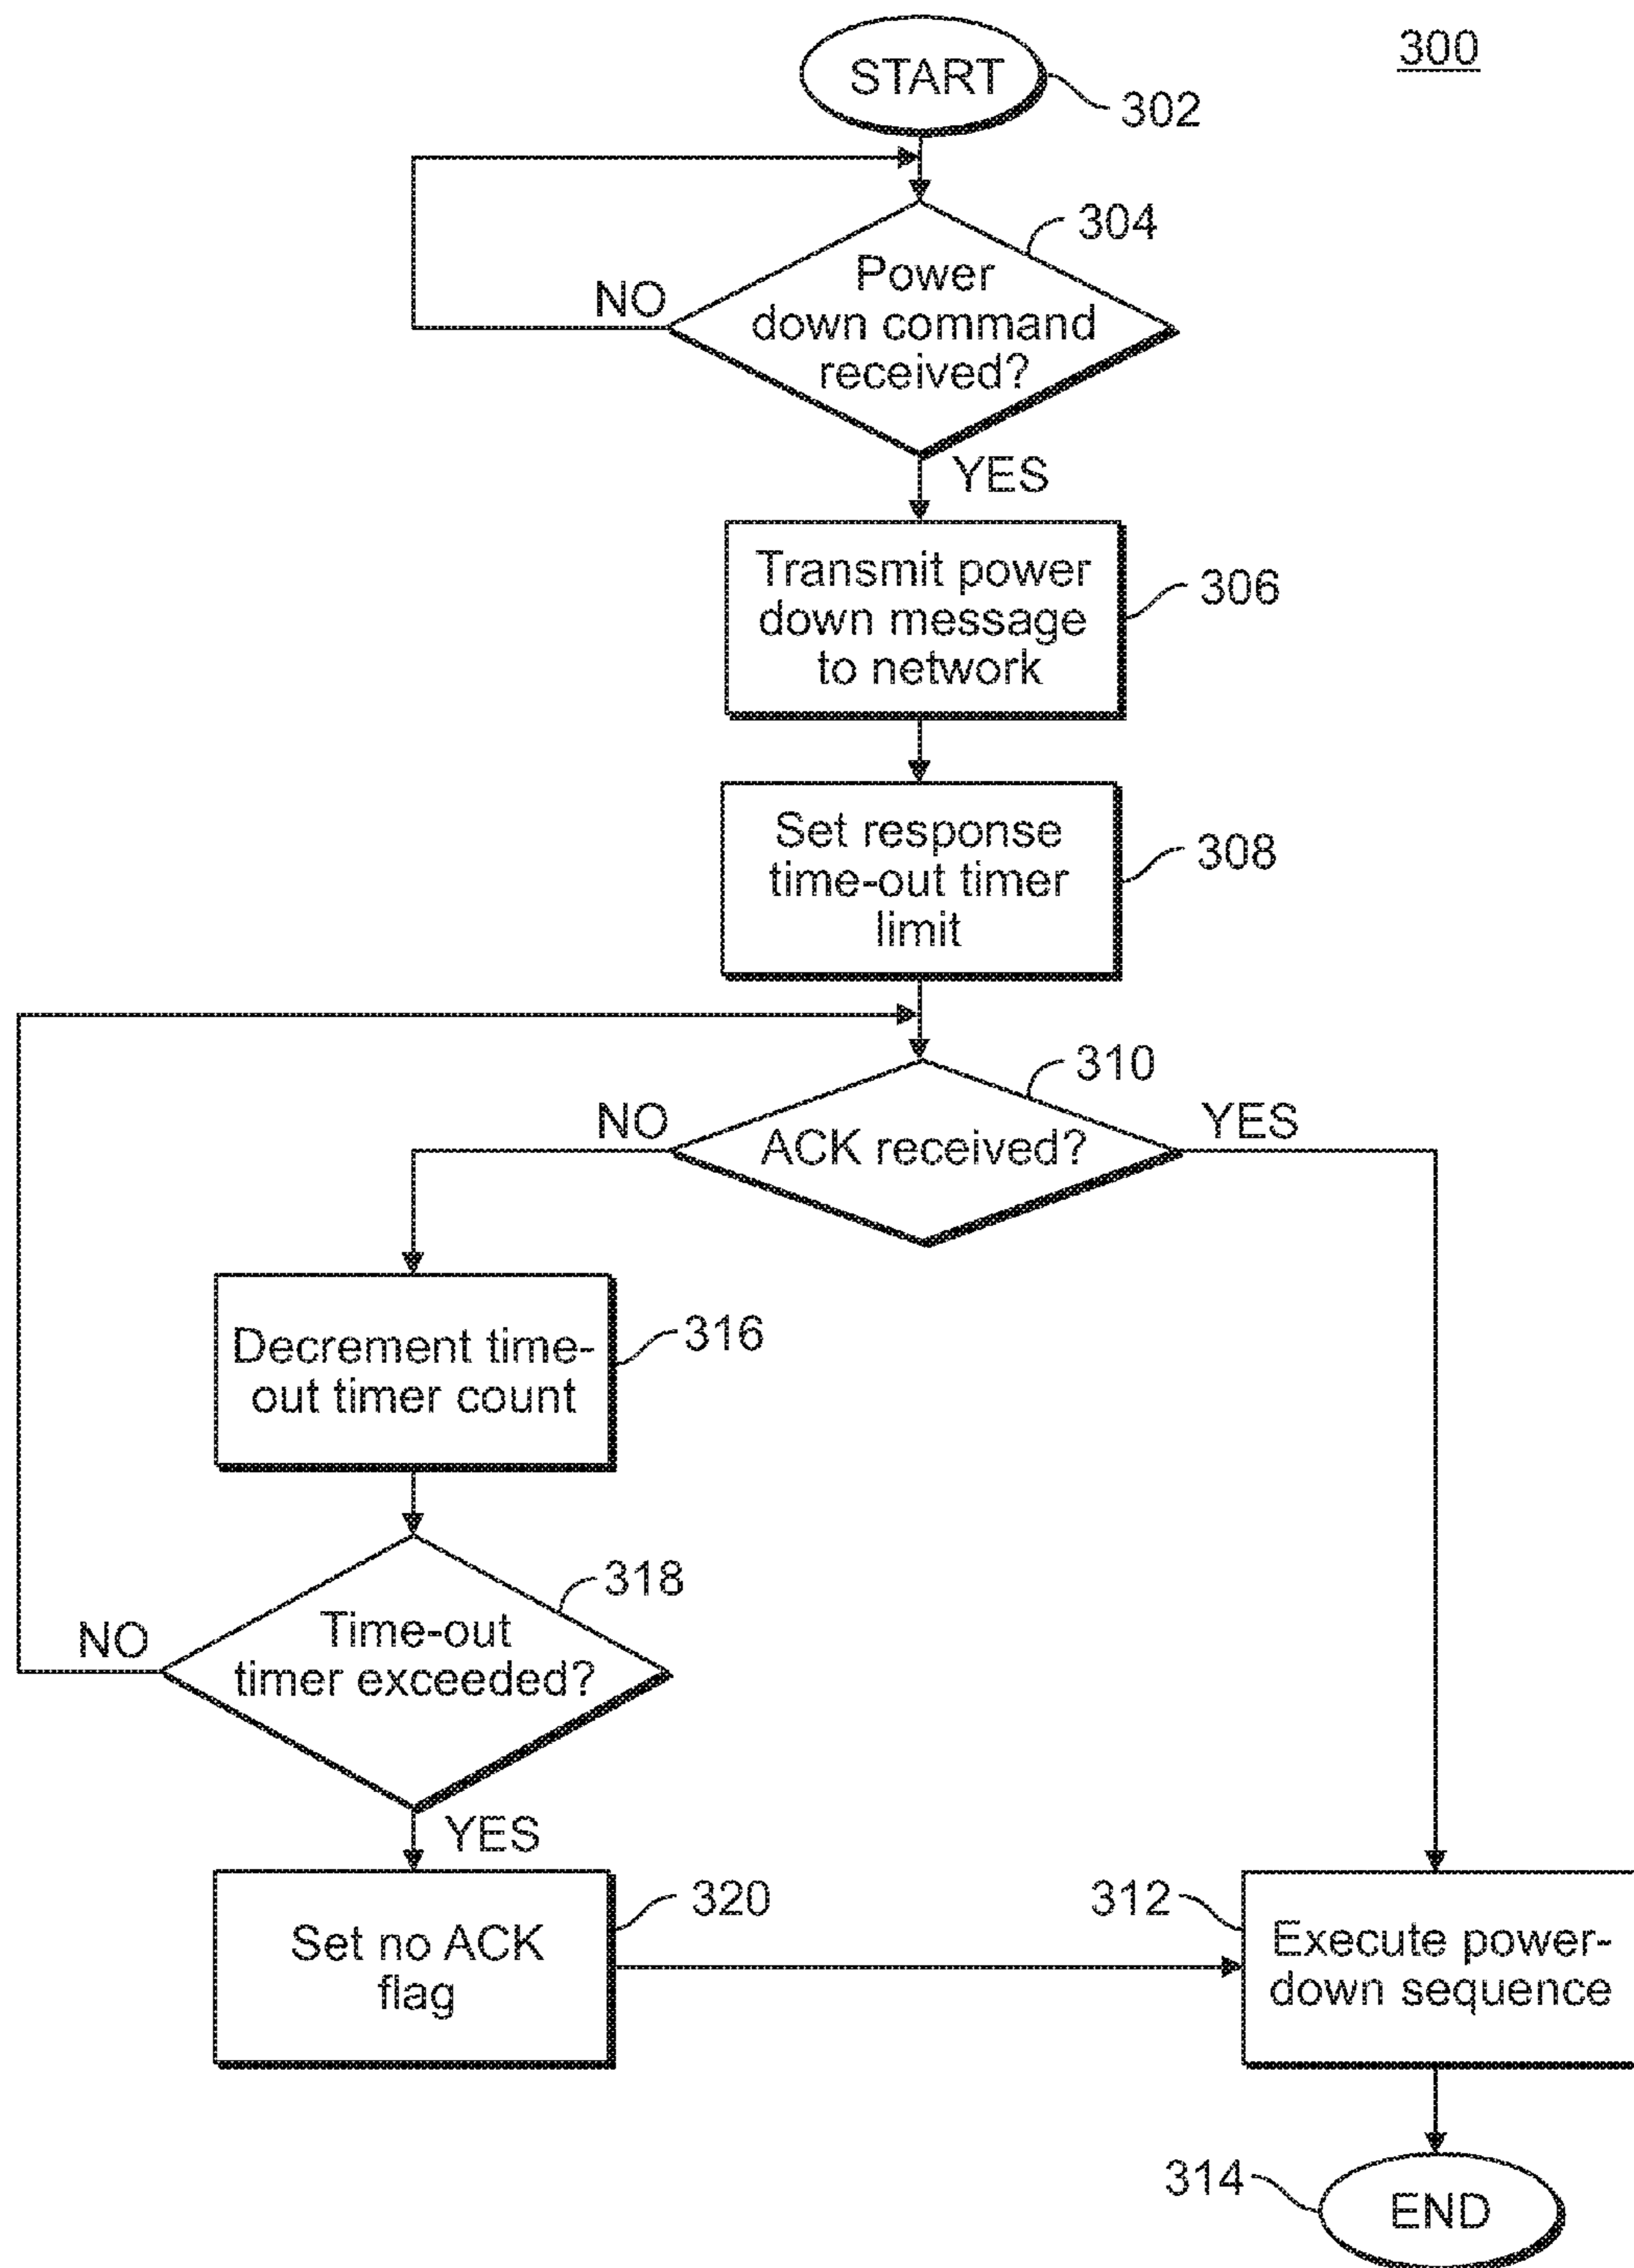 300
START
302
304
Power
down command
received?
NO
YES
Transmit power
down message
to network
306
Set response
time-out timer
limit
308
310
ACK received?
NO
YES
Decrement time-
out timer count
316
318
Time-out
timer exceeded?
NO
YES
Set no ACK
flag
320
312
Execute power-
down sequence
314
END